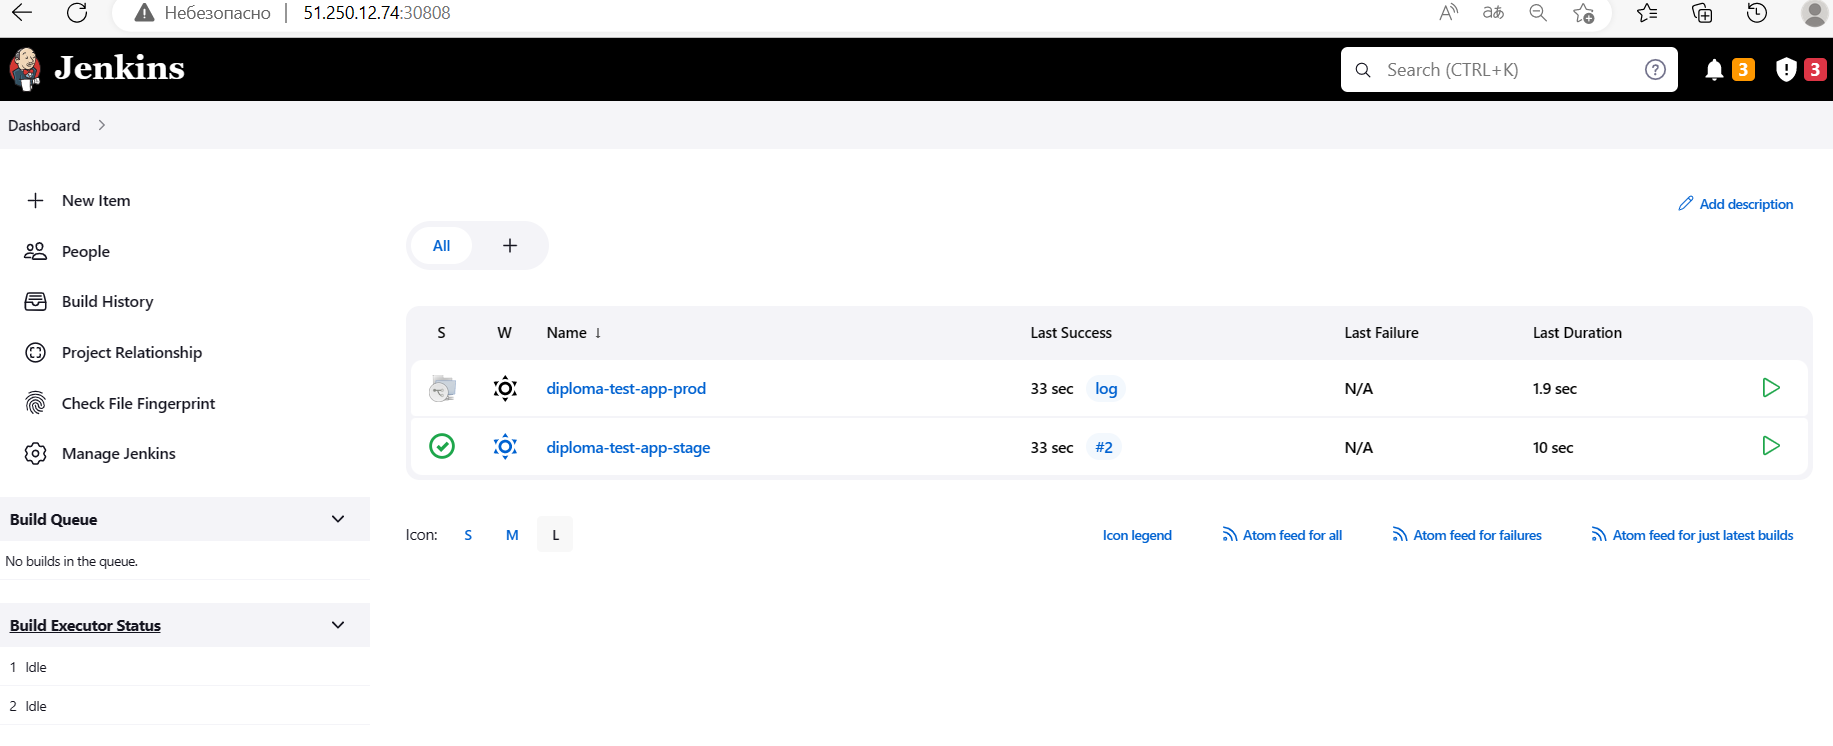 Небезопасно 51.250.12.74:30808
Jenkins Search (CTRL+K) 3 3
Dashboard
New Item
People
Build History
Project Relationship
Check File Fingerprint
Manage Jenkins
Build Queue
No builds in the queue.
Build Executor Status
1 Idle
2 Idle
Add description
All +
S W Name ↓ Last Success Last Failure Last Duration
diploma-test-app-prod 33 sec log N/A 1.9 sec
diploma-test-app-stage 33 sec #2 N/A 10 sec
Icon: S M L Icon legend Atom feed for all Atom feed for failures Atom feed for just latest builds